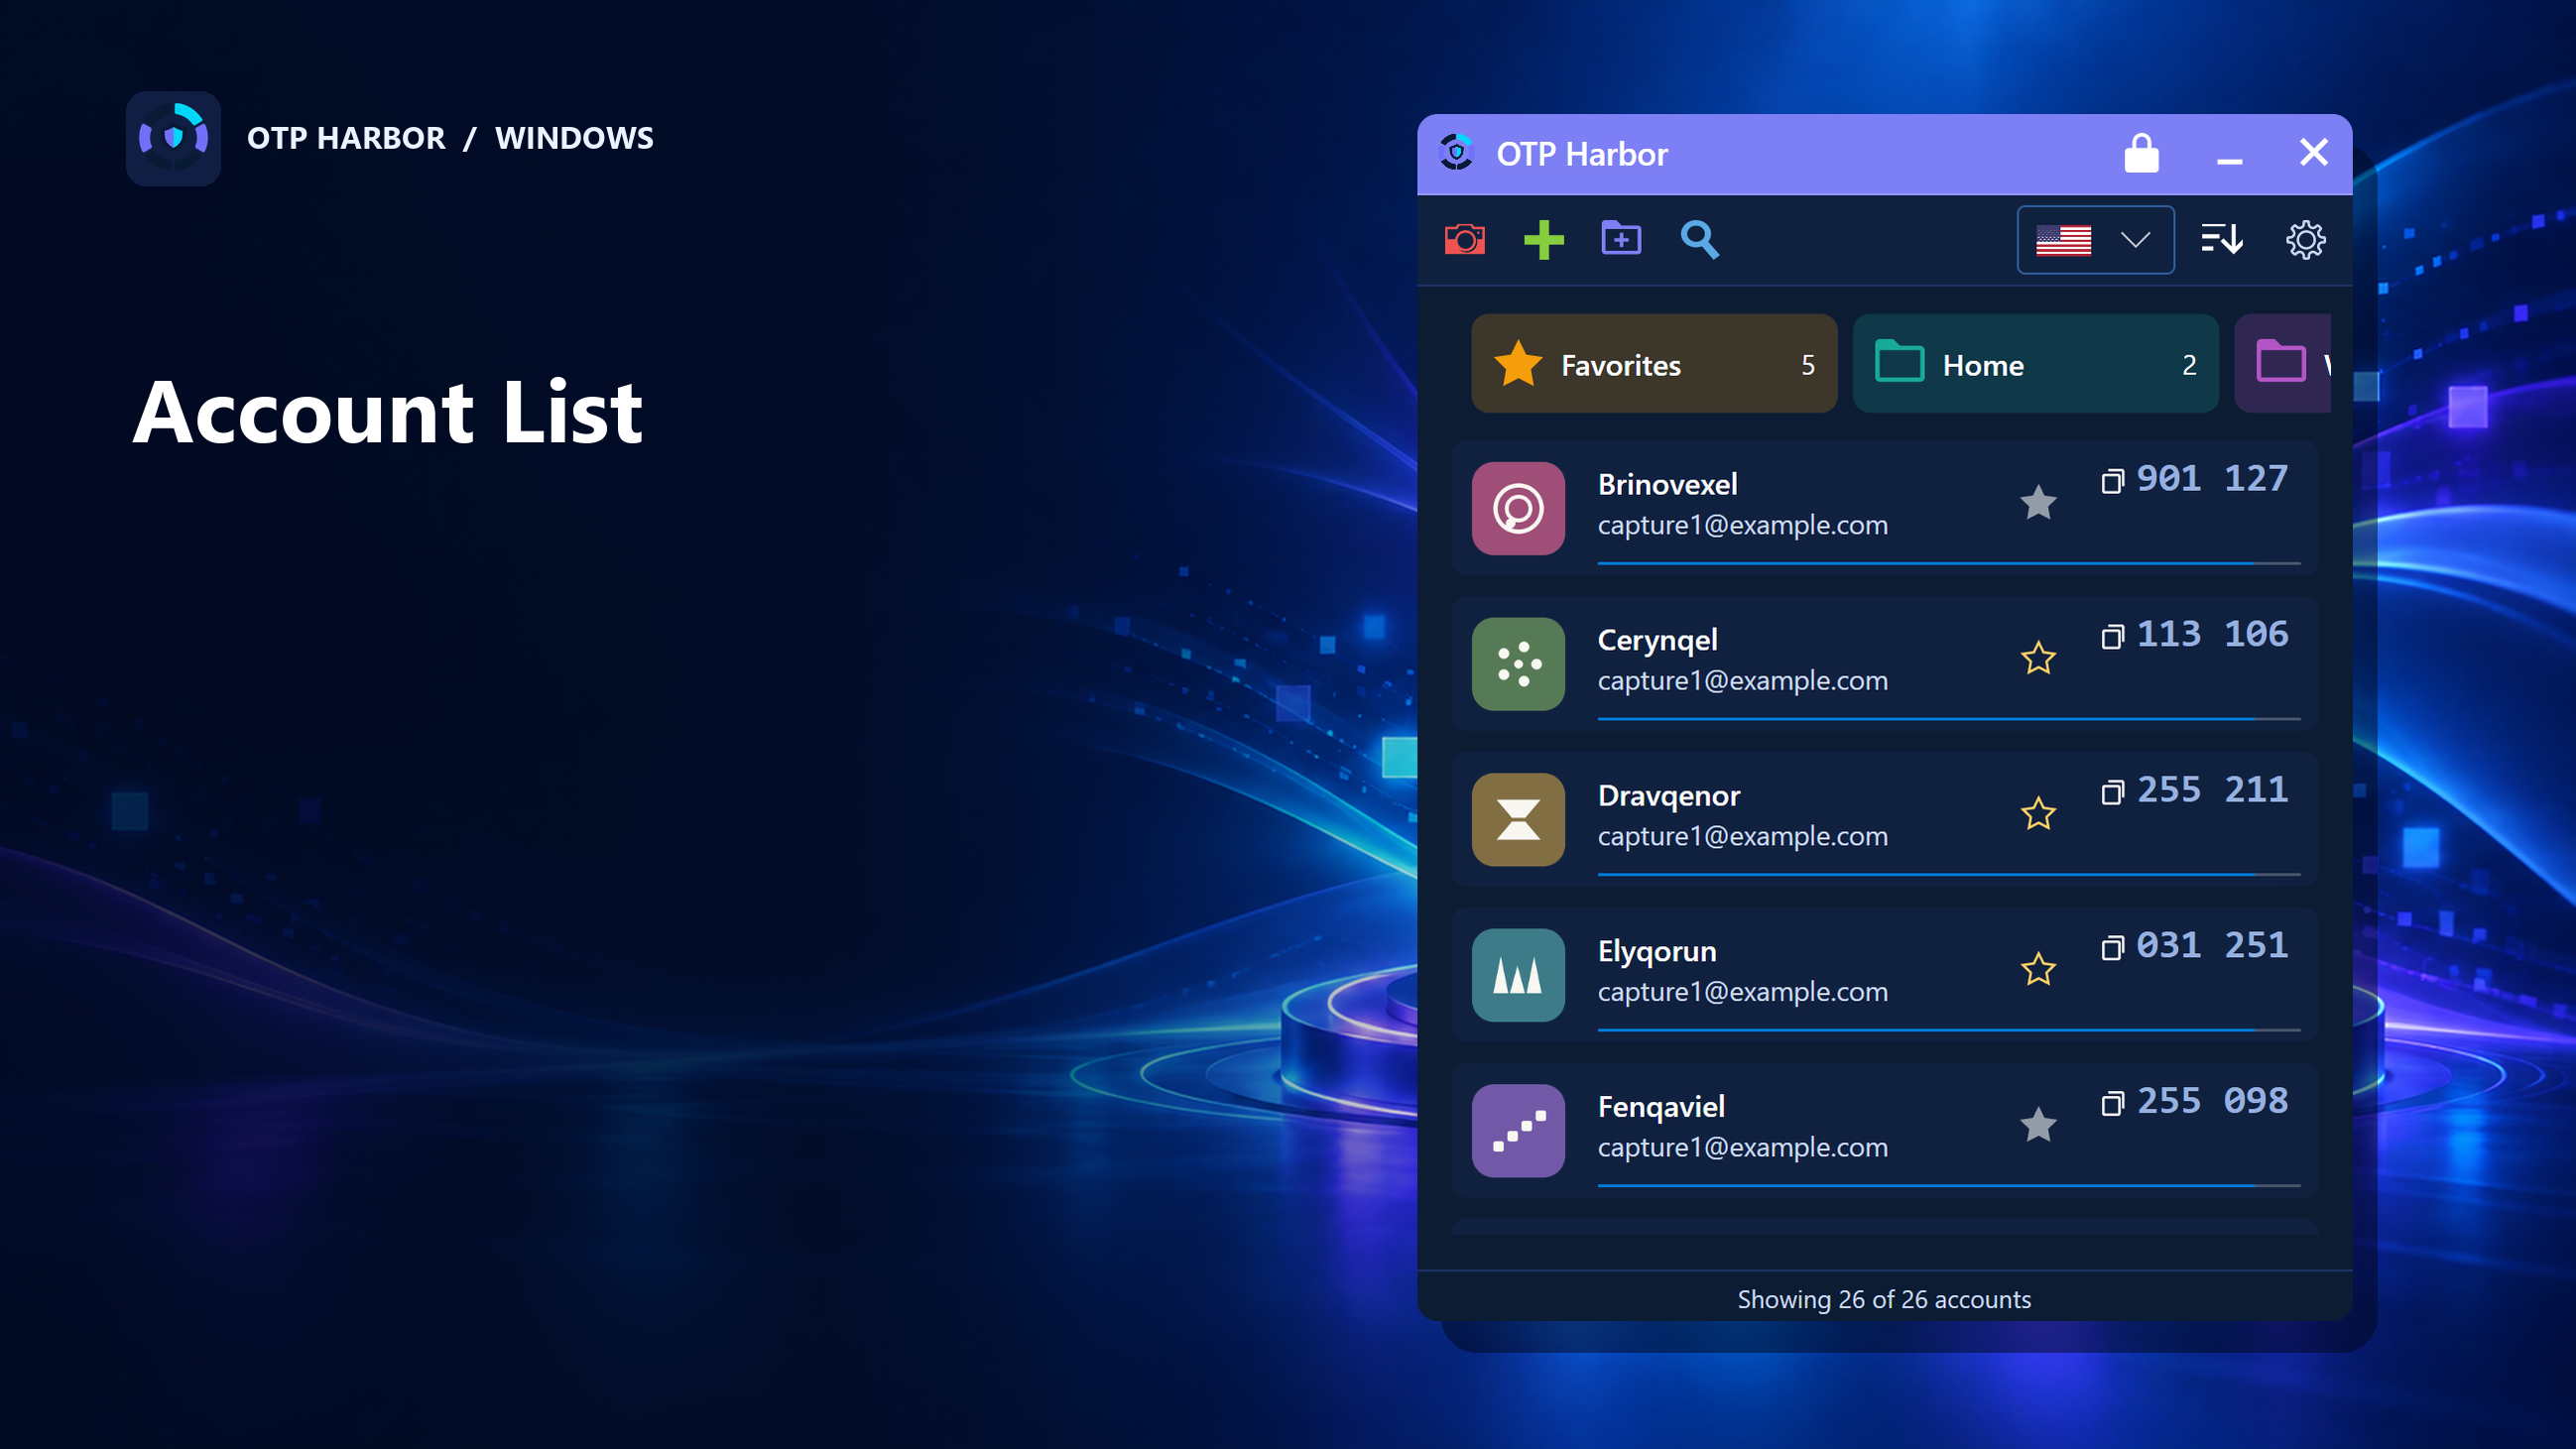 OTP HARBOR / WINDOWS
Account List
OTP Harbor
Favorites 5
Home 2
Brinovexel
capture1@example.com
901 127
Cerynqel
capture1@example.com
113 106
Dravqenor
capture1@example.com
255 211
Elyqorun
capture1@example.com
031 251
Fenqaviel
capture1@example.com
255 098
Showing 26 of 26 accounts